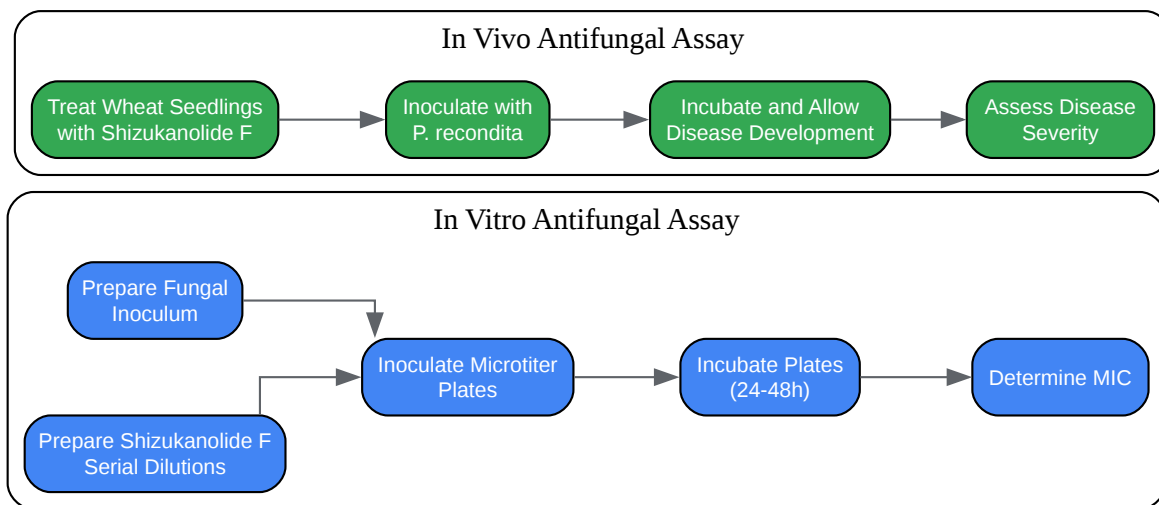 In Vivo Antifungal Assay
Treat Wheat Seedlings
with Shizukanolide F
Inoculate with
P. recondita
Incubate and Allow
Disease Development
Assess Disease
Severity
In Vitro Antifungal Assay
Prepare Fungal
Inoculum
Prepare Shizukanolide F
Serial Dilutions
Inoculate Microtiter
Plates
Incubate Plates
(24-48h)
Determine MIC